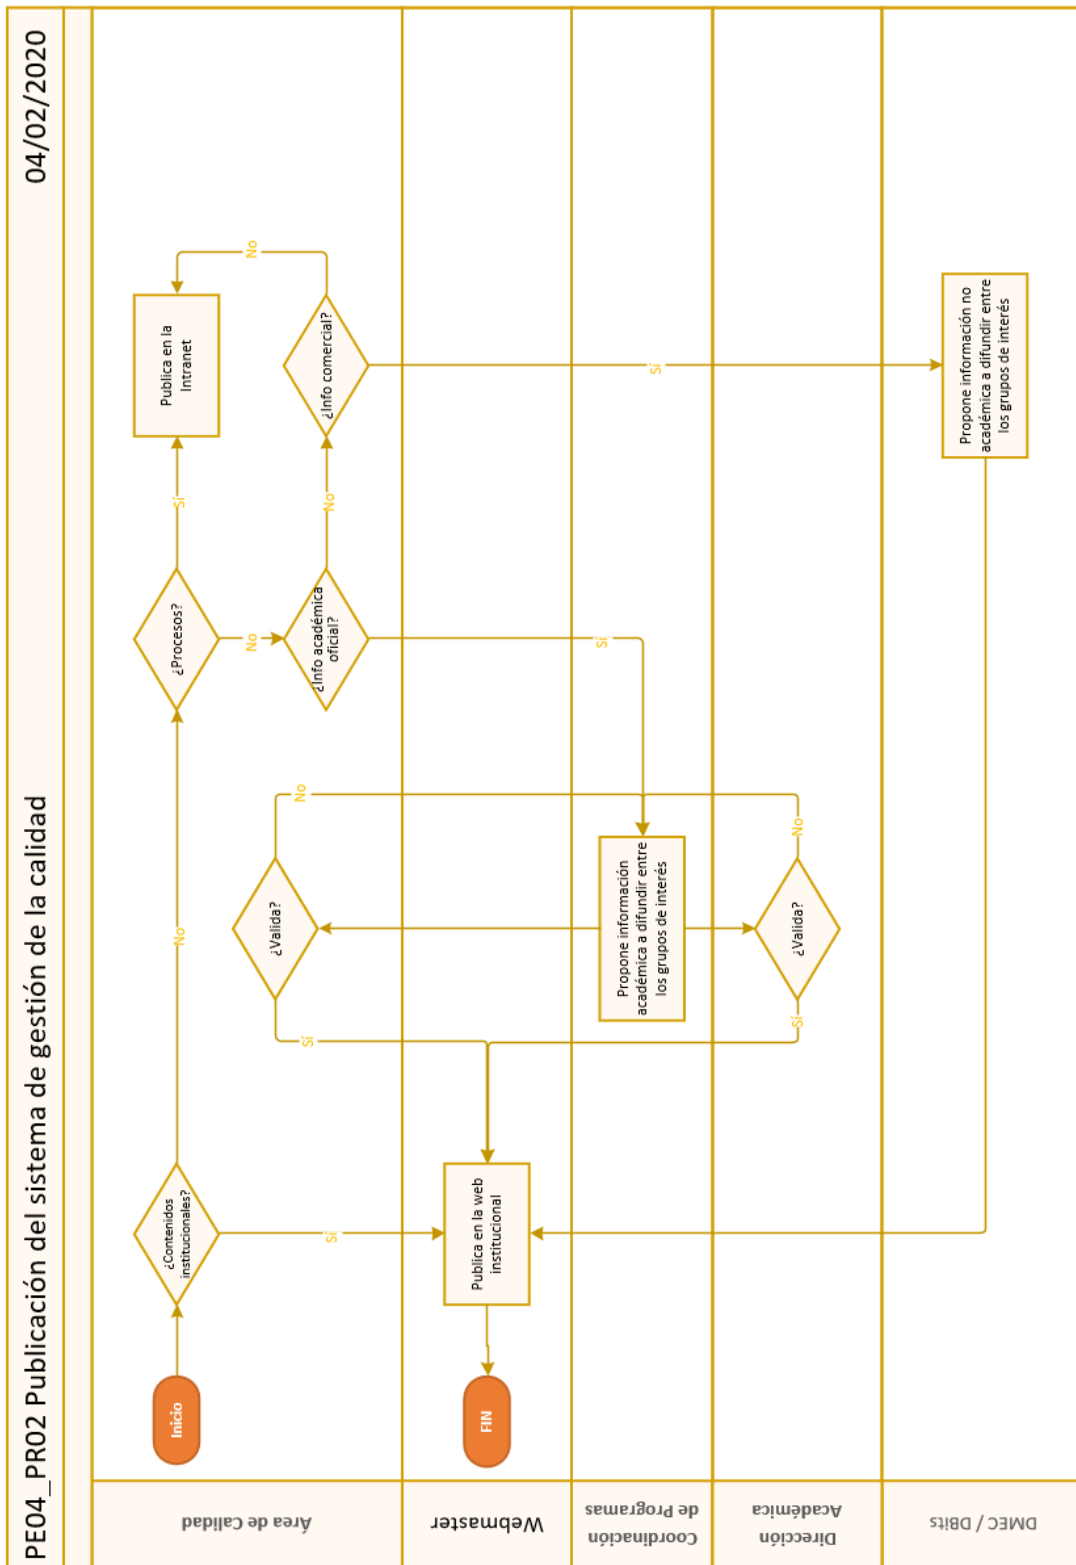 PE04_PR02 Publicación del sistema de gestión de la calidad
04/02/2020
Área de Calidad
Inicio
¿Contenidos
institucionales?
Sí
No
¿Procesos?
Sí
No
Publica en la
Intranet
¿Info académica
oficial?
No
Sí
¿Info comercial?
No
Sí
¿Valida?
No
Sí
Webmaster
FIN
Publica en la web
institucional
Coordinación
de Programas
Propone información
académica a difundir entre
los grupos de interés
Dirección
Académica
¿Valida?
Sí
No
DMEC / DBits
Propone información no
académica a difundir entre
los grupos de interés